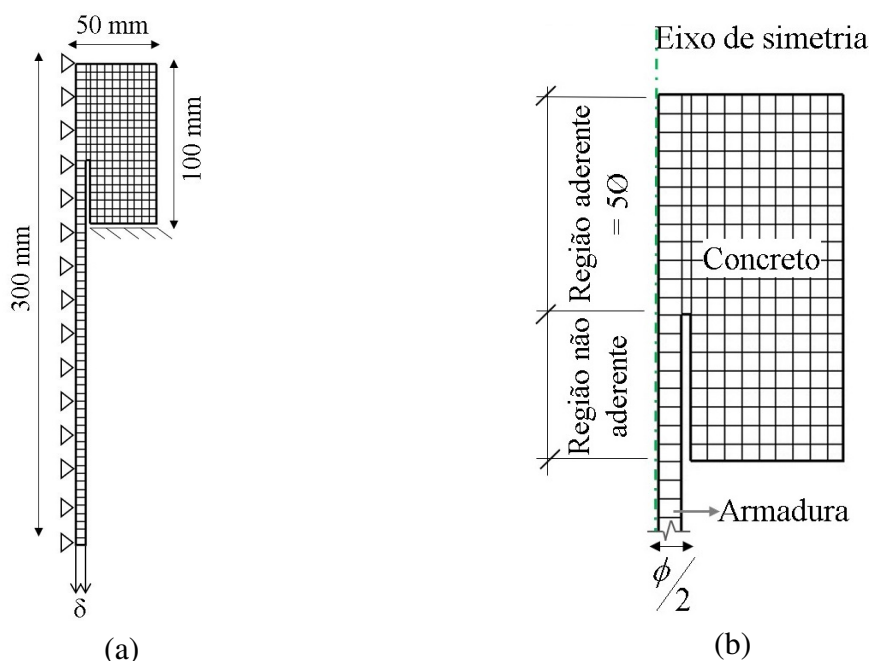 50 mm
300 mm
100 mm
δ
(a)
Eixo de simetria
Região aderente
= 5Ø
Região não
aderente
Concreto
Armadura
ϕ/2
(b)